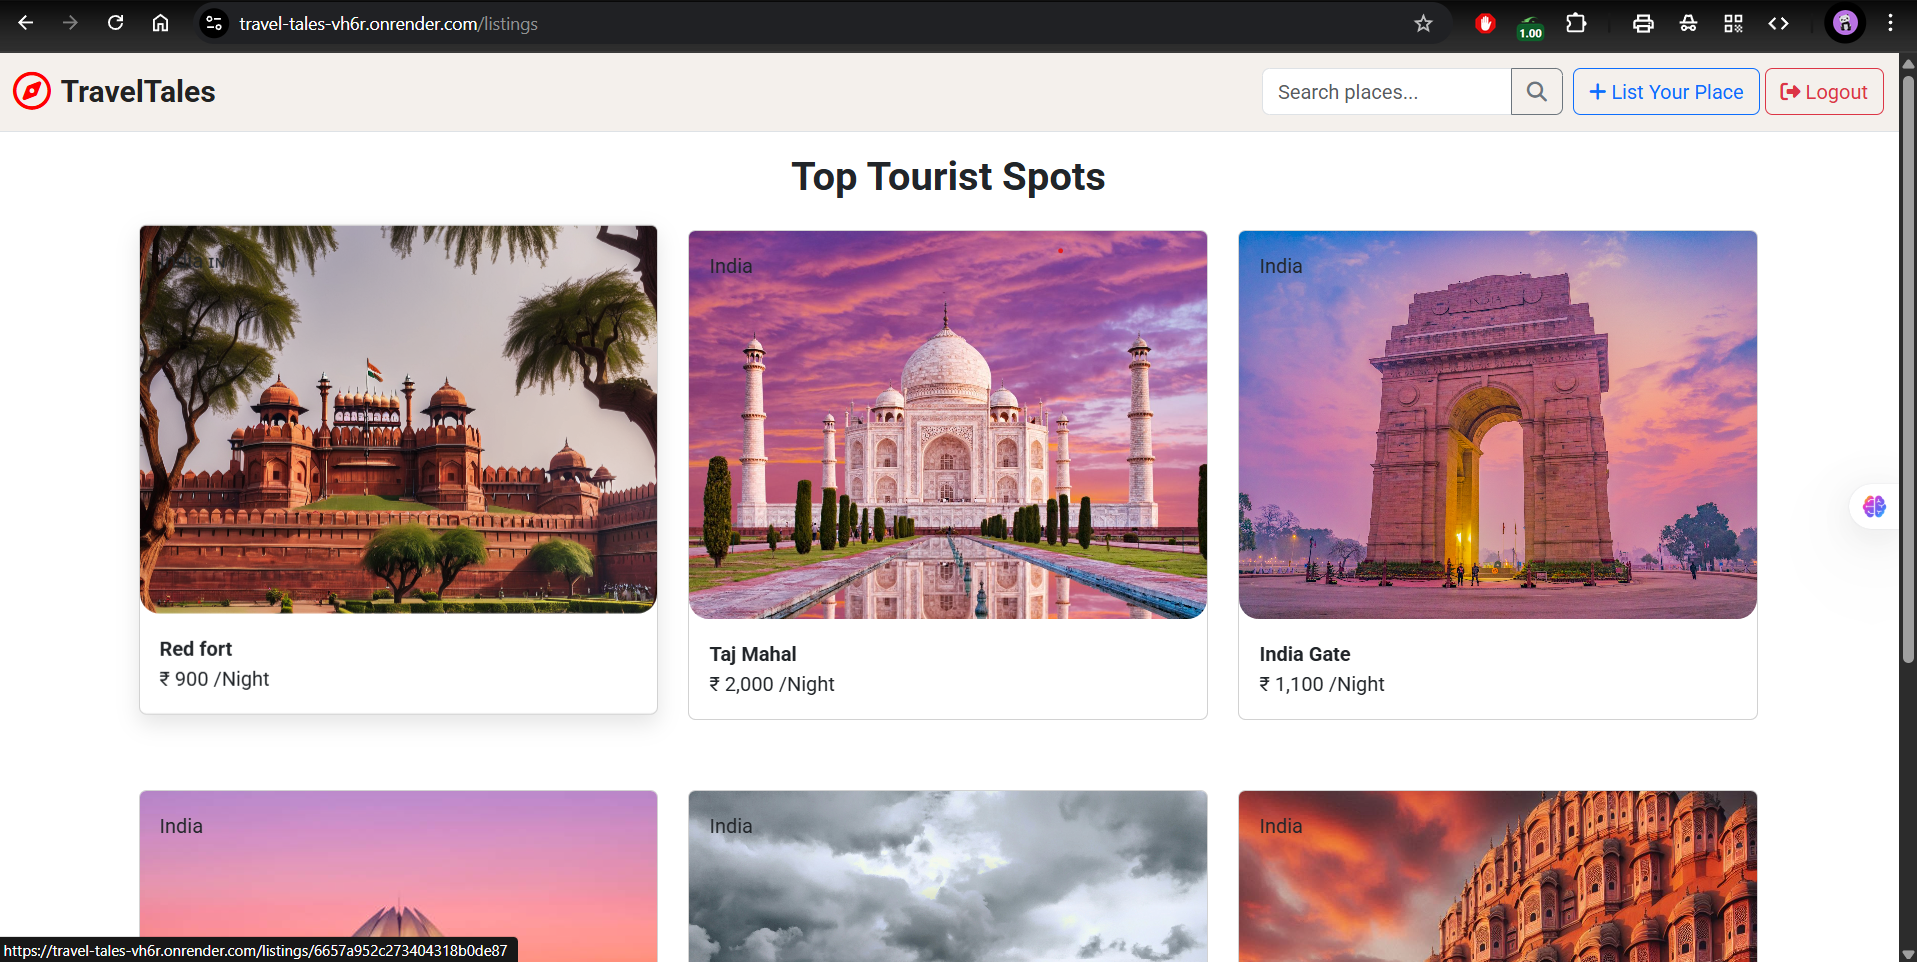 travel-tales-vh6r.onrender.com/listings
1.00
TravelTales
Search places...
List Your Place
Logout
Top Tourist Spots
India
India
Red fort
₹ 900 /Night
Taj Mahal
₹ 2,000 /Night
India Gate
₹ 1,100 /Night
India
India
India
https://travel-tales-vh6r.onrender.com/listings/6657a952c273404318b0de87